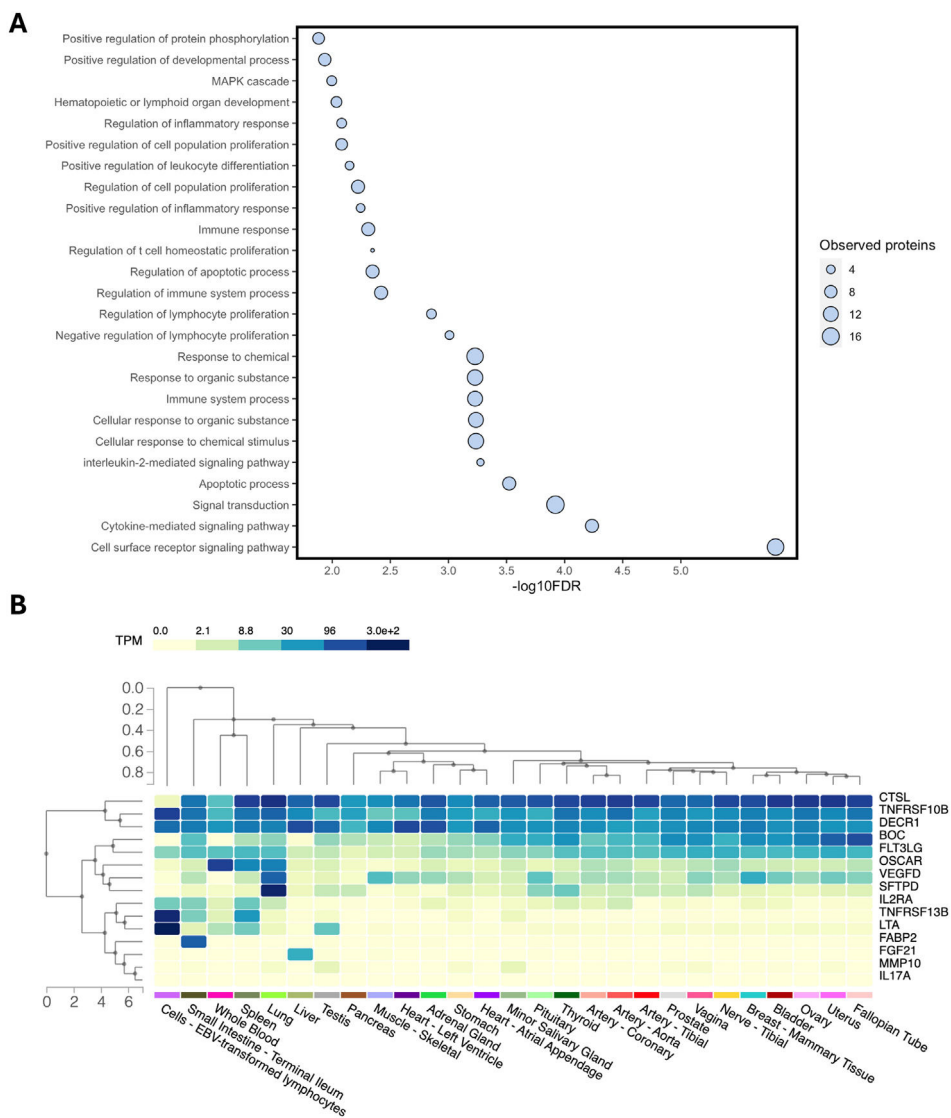 A
Positive regulation of protein phosphorylation
Positive regulation of developmental process
MAPK cascade
Hematopoietic or lymphoid organ development
Regulation of inflammatory response
Positive regulation of cell population proliferation
Positive regulation of leukocyte differentiation
Regulation of cell population proliferation
Positive regulation of inflammatory response
Immune response
Regulation of t cell homeostatic proliferation
Regulation of apoptotic process
Regulation of immune system process
Regulation of lymphocyte proliferation
Negative regulation of lymphocyte proliferation
Response to chemical
Response to organic substance
Immune system process
Cellular response to organic substance
Cellular response to chemical stimulus
interleukin-2-mediated signaling pathway
Apoptotic process
Signal transduction
Cytokine-mediated signaling pathway
Cell surface receptor signaling pathway
2.0 2.5 3.0 3.5 4.0 4.5 5.0
-log10FDR
Observed proteins
4
8
12
16
B
TPM
0.0 2.1 8.8 30 96 3.0e+2
0.0
0.2
0.4
0.6
0.8
CTSL
TNFRSF10B
DECR1
BOC
FLT3LG
OSCAR
VEGFD
SFTPD
IL2RA
TNFRSF13B
LTA
FABP2
FGF21
MMP10
IL17A
0 2 4 6
Cells - EBV-transformed lymphocytes
Small Intestine - Terminal Ileum
Whole Blood
Spleen
Lung
Liver
Testis
Pancreas
Muscle - Skeletal
Heart - Left Ventricle
Adrenal Gland
Stomach
Heart - Atrial Appendage
Minor Salivary Gland
Pituitary
Thyroid
Artery - Coronary
Artery - Aorta
Artery - Tibial
Prostate
Vagina
Nerve - Tibial
Breast - Mammary Tissue
Bladder
Ovary
Uterus
Fallopian Tube